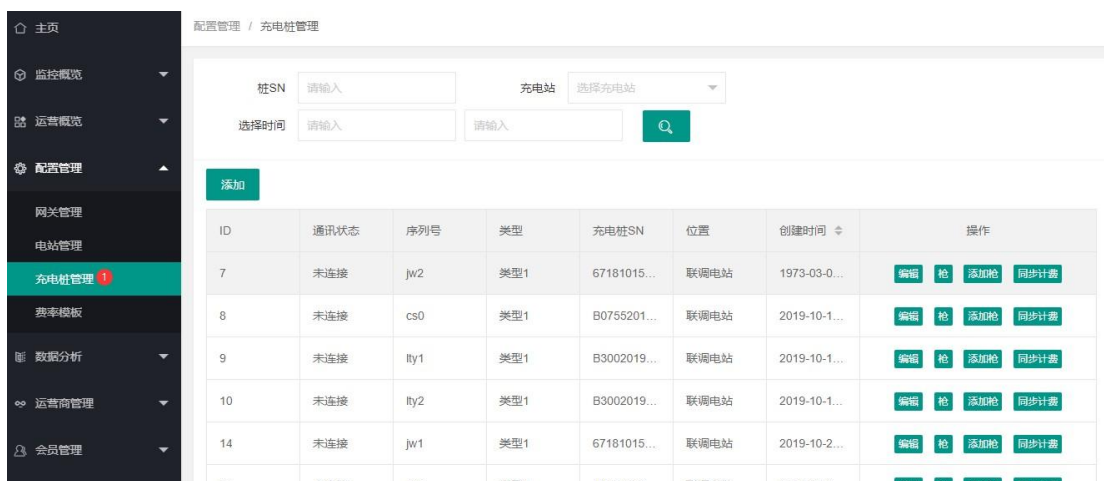 主页
配置管理 / 充电桩管理
监控概览
桩SN 请输入 充电站 选择充电站
运营概览
选择时间 请输入 请输入
配置管理
添加
网关管理
电站管理
充电桩管理 1
费率模板
数据分析
运营商管理
会员管理
ID 通讯状态 序列号 类型 充电桩SN 位置 创建时间 操作
7 未连接 jw2 类型1 67181015... 联调电站 1973-03-0... 编辑 枪 添加枪 同步计费
8 未连接 cs0 类型1 B0755201... 联调电站 2019-10-1... 编辑 枪 添加枪 同步计费
9 未连接 lty1 类型1 B3002019... 联调电站 2019-10-1... 编辑 枪 添加枪 同步计费
10 未连接 lty2 类型1 B3002019... 联调电站 2019-10-1... 编辑 枪 添加枪 同步计费
14 未连接 jw1 类型1 67181015... 联调电站 2019-10-2... 编辑 枪 添加枪 同步计费